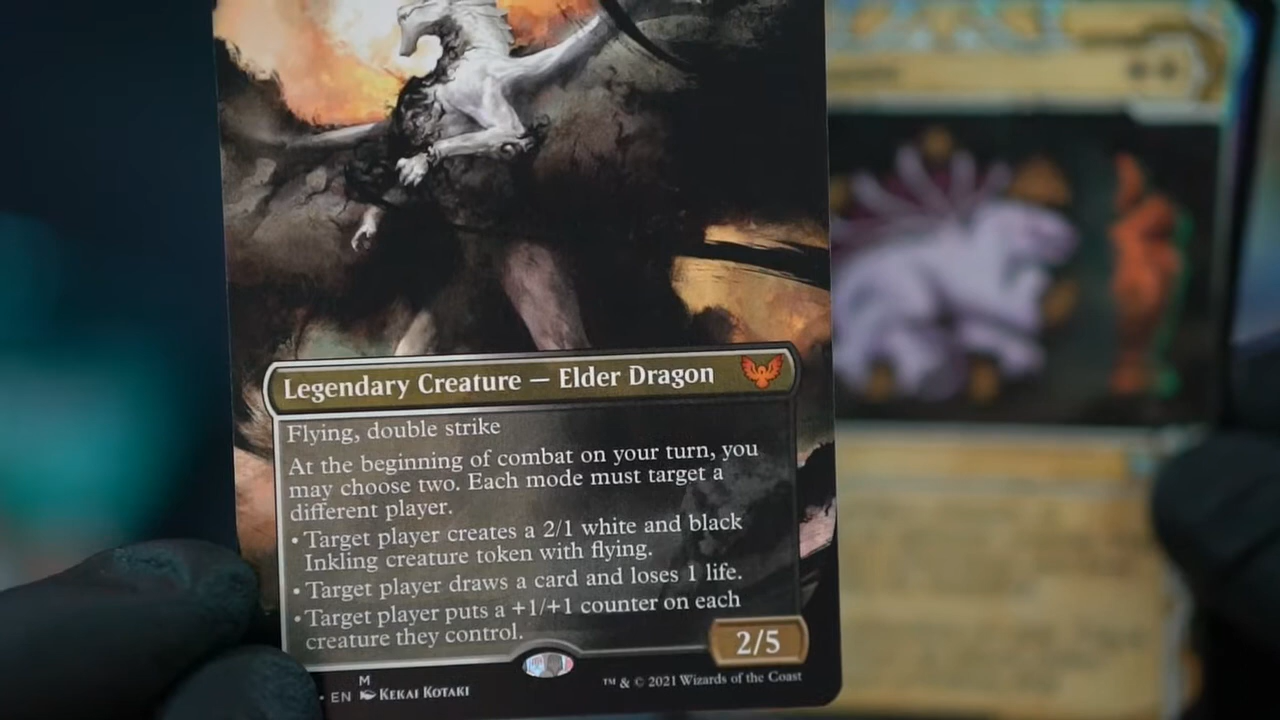 Legendary Creature — Elder Dragon
Flying, double strike
At the beginning of combat on your turn, you
may choose two. Each mode must target a
different player.
• Target player creates a 2/1 white and black
Inkling creature token with flying.
• Target player draws a card and loses 1 life.
• Target player puts a +1/+1 counter on each
creature they control.
2/5
M
• EN KEKAI KOTAKI
™ & © 2021 Wizards of the Coast